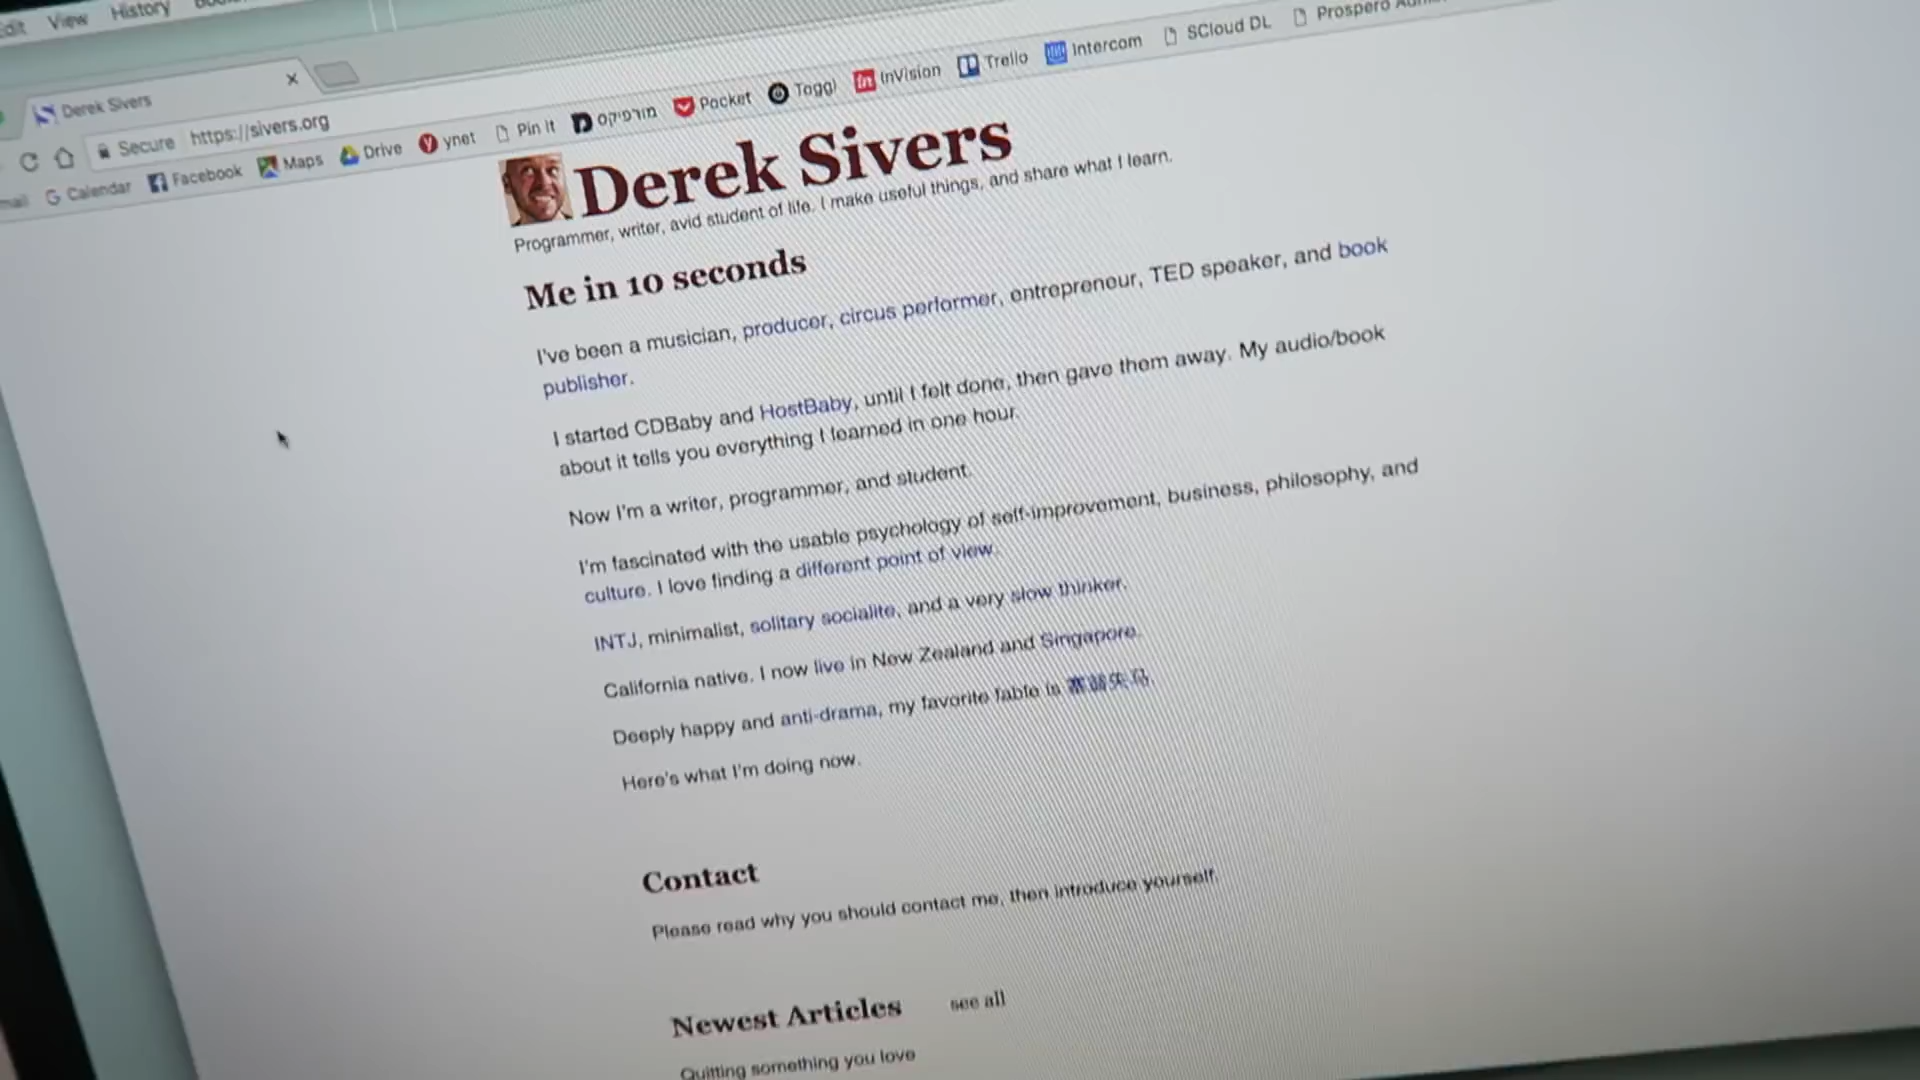 Edit View History
Derek Sivers
Secure https://sivers.org
Calendar Facebook Maps Drive ynet Pin It מורפיקס Pocket Toggl InVision Trello Intercom SCloud DL Prospero
Derek Sivers
Programmer, writer, avid student of life. I make useful things, and share what I learn.
Me in 10 seconds
I've been a musician, producer, circus performer, entrepreneur, TED speaker, and book
publisher.
I started CDBaby and HostBaby, until I felt done, then gave them away. My audio/book
about it tells you everything I learned in one hour.
Now I'm a writer, programmer, and student.
I'm fascinated with the usable psychology of self-improvement, business, philosophy, and
culture. I love finding a different point of view.
INTJ, minimalist, solitary socialite, and a very slow thinker.
California native. I now live in New Zealand and Singapore.
Deeply happy and anti-drama, my favorite fable is 塞翁失马.
Here's what I'm doing now.
Contact
Please read why you should contact me, then introduce yourself.
Newest Articles see all
Quitting something you love